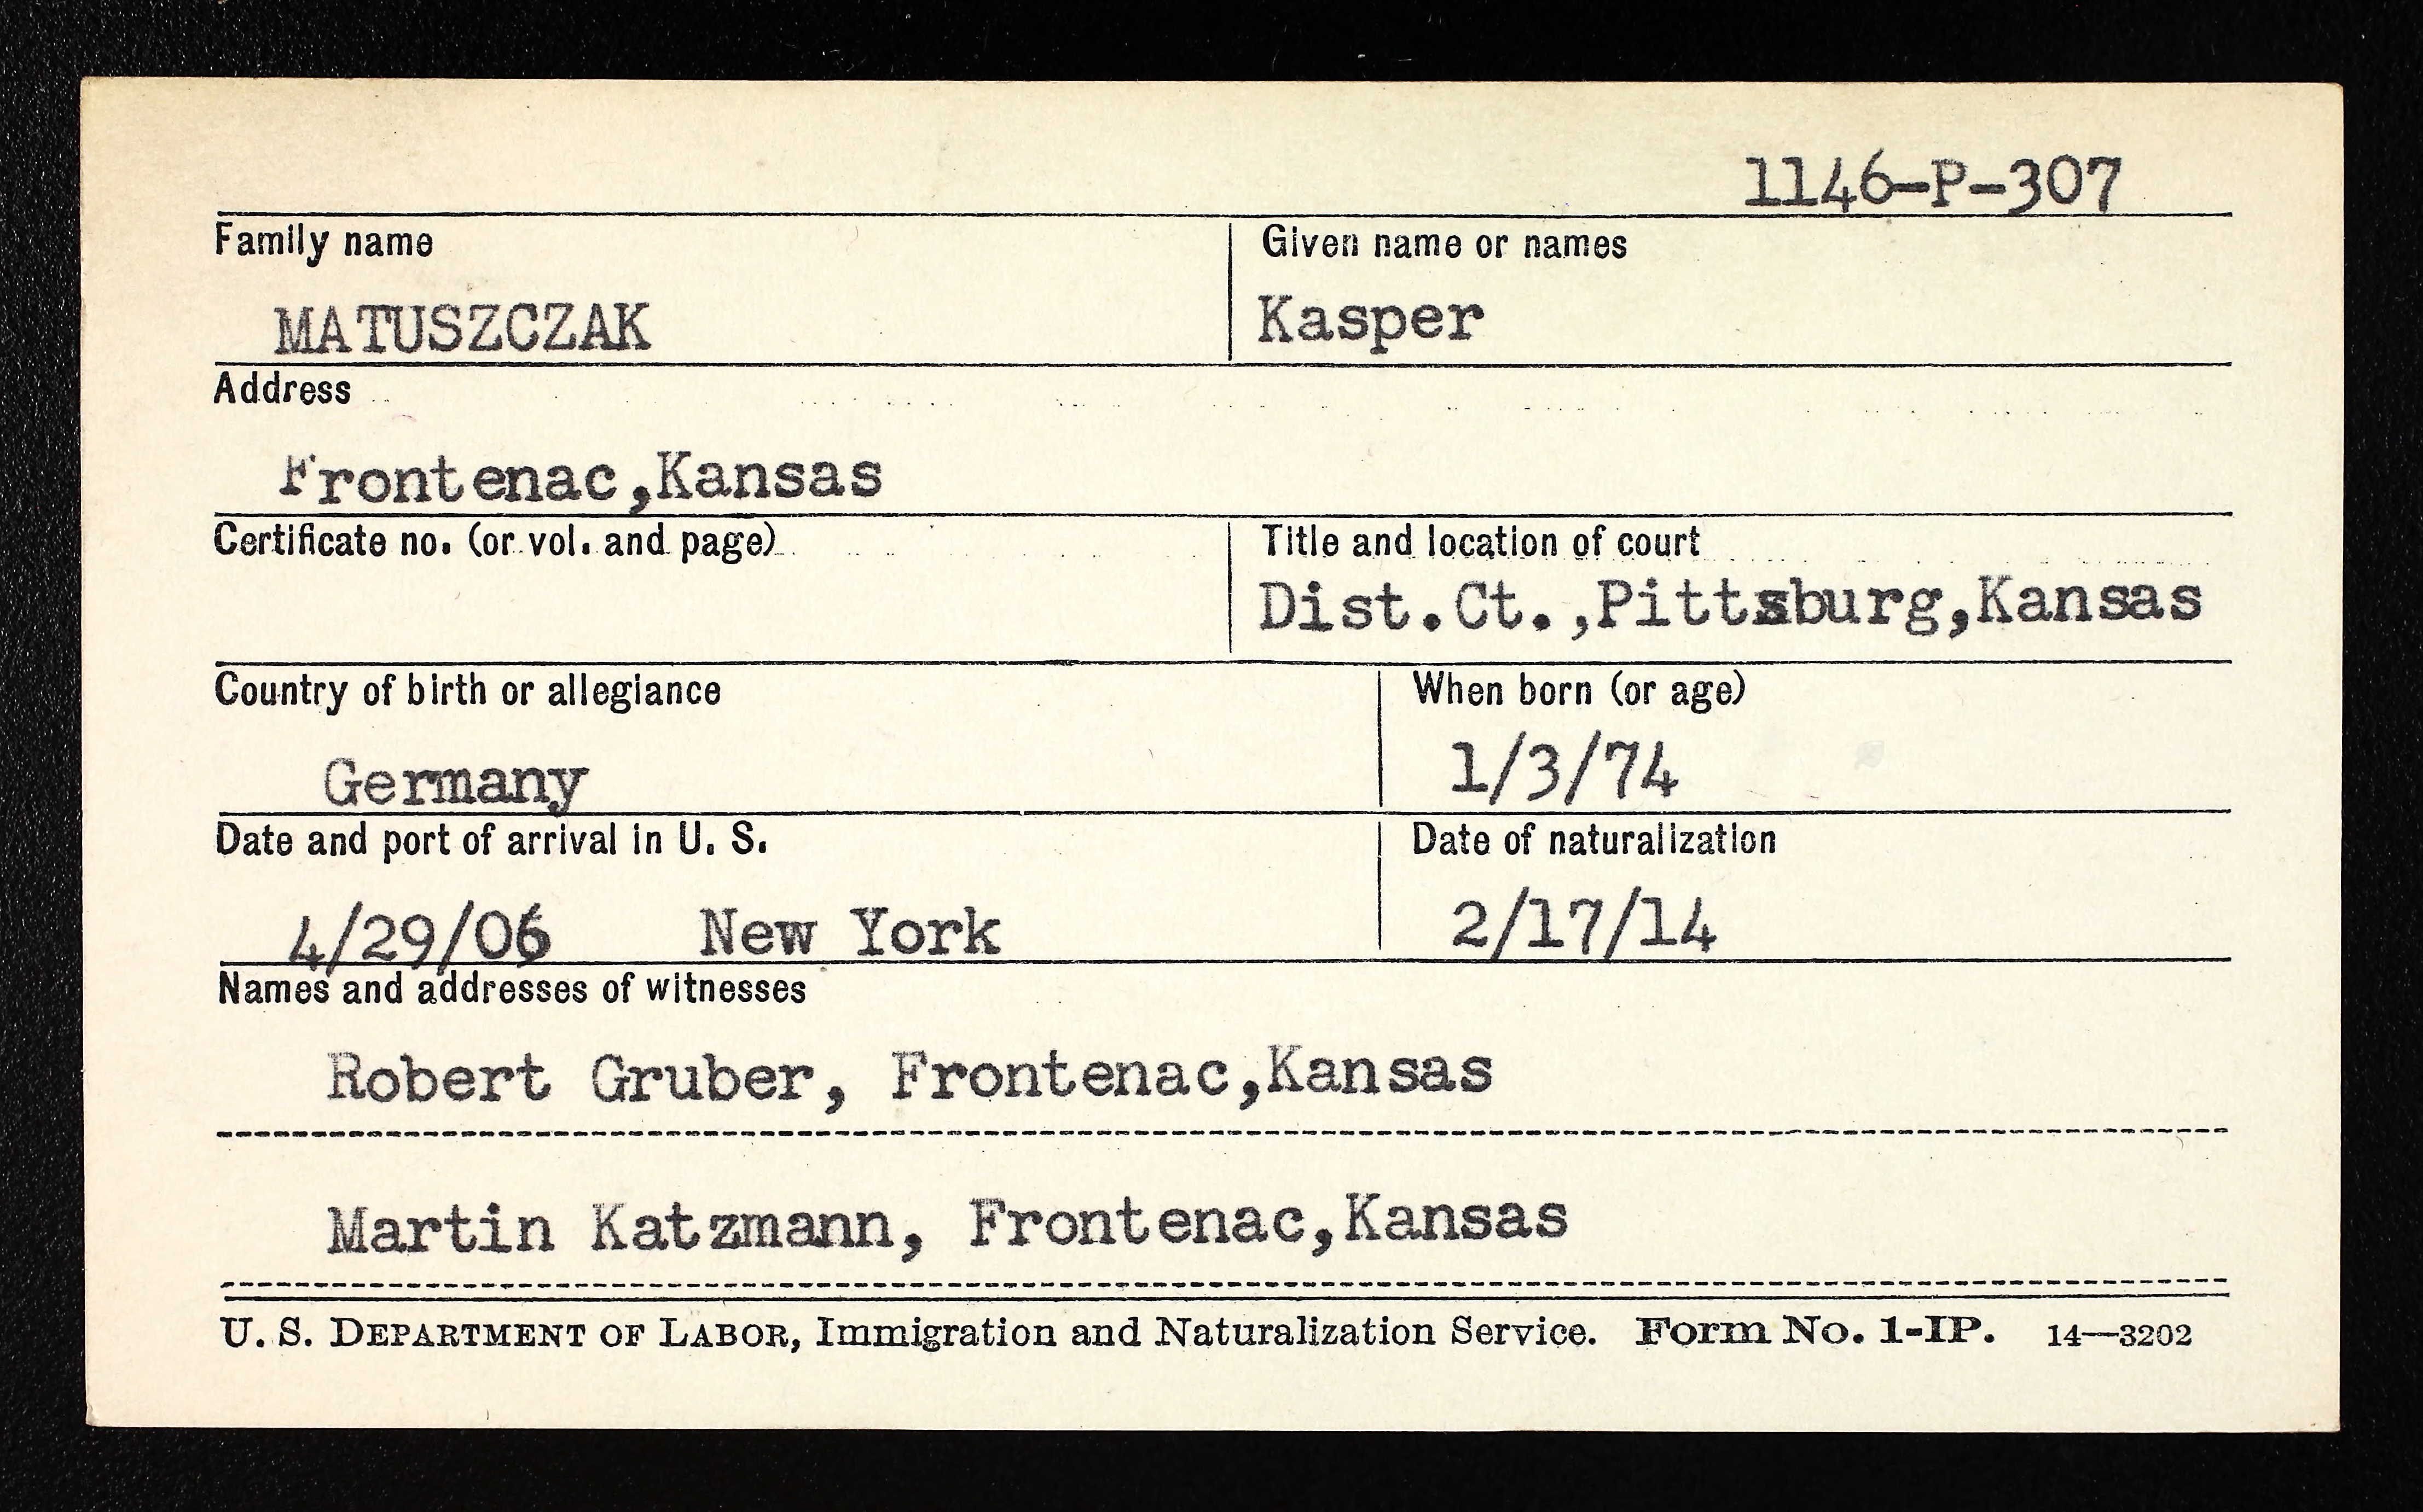 1146-P-307
Family name Given name or names
MATUSZCZAK Kasper
Address
Frontenac,Kansas
Certificate no. (or vol. and page) Title and location of court
Dist.Ct.,Pittsburg,Kansas
Country of birth or allegiance When born (or age)
Germany 1/3/74
Date and port of arrival in U. S. Date of naturalization
4/29/06 New York 2/17/14
Names and addresses of witnesses
Robert Gruber, Frontenac,Kansas
Martin Katzmann, Frontenac,Kansas
U. S. DEPARTMENT OF LABOR, Immigration and Naturalization Service. Form No. 1-IP. 14—3202